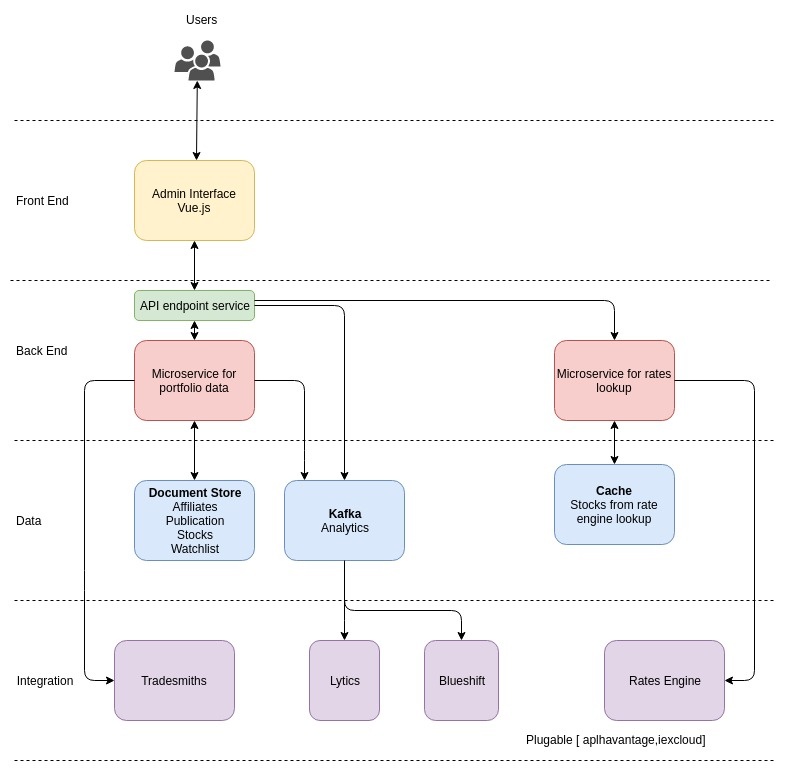 Users
Front End
Admin Interface
Vue.js
API endpoint service
Back End
Microservice for
portfolio data
Microservice for rates
lookup
Data
Document Store
Affiliates
Publication
Stocks
Watchlist
Kafka
Analytics
Cache
Stocks from rate
engine lookup
Integration
Tradesmiths
Lytics
Blueshift
Rates Engine
Plugable [ aplhavantage,iexcloud]